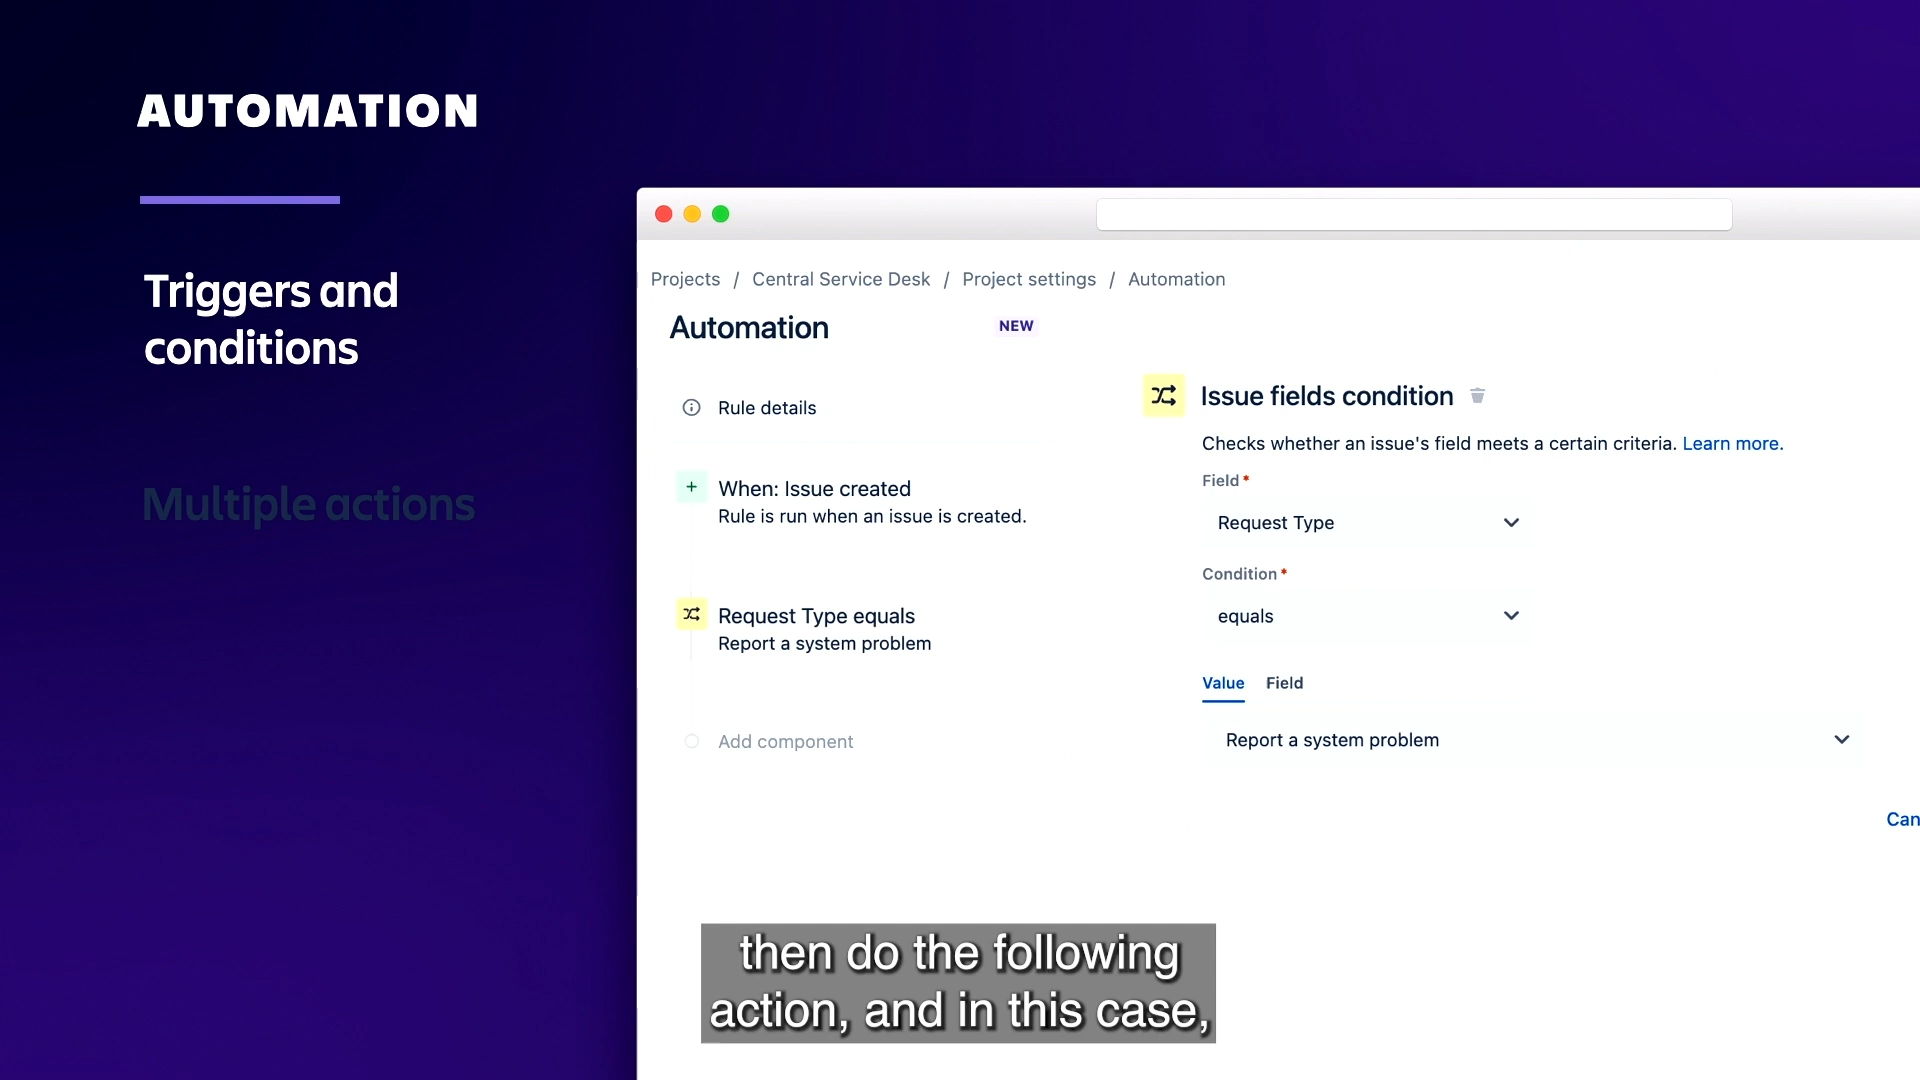 AUTOMATION
Triggers and
conditions
Multiple actions
Projects / Central Service Desk / Project settings / Automation
Automation
NEW
Rule details
When: Issue created
Rule is run when an issue is created.
Request Type equals
Report a system problem
Add component
Issue fields condition
Checks whether an issue's field meets a certain criteria. Learn more.
Field *
Request Type
Condition *
equals
Value Field
Report a system problem
Can
then do the following
action, and in this case,